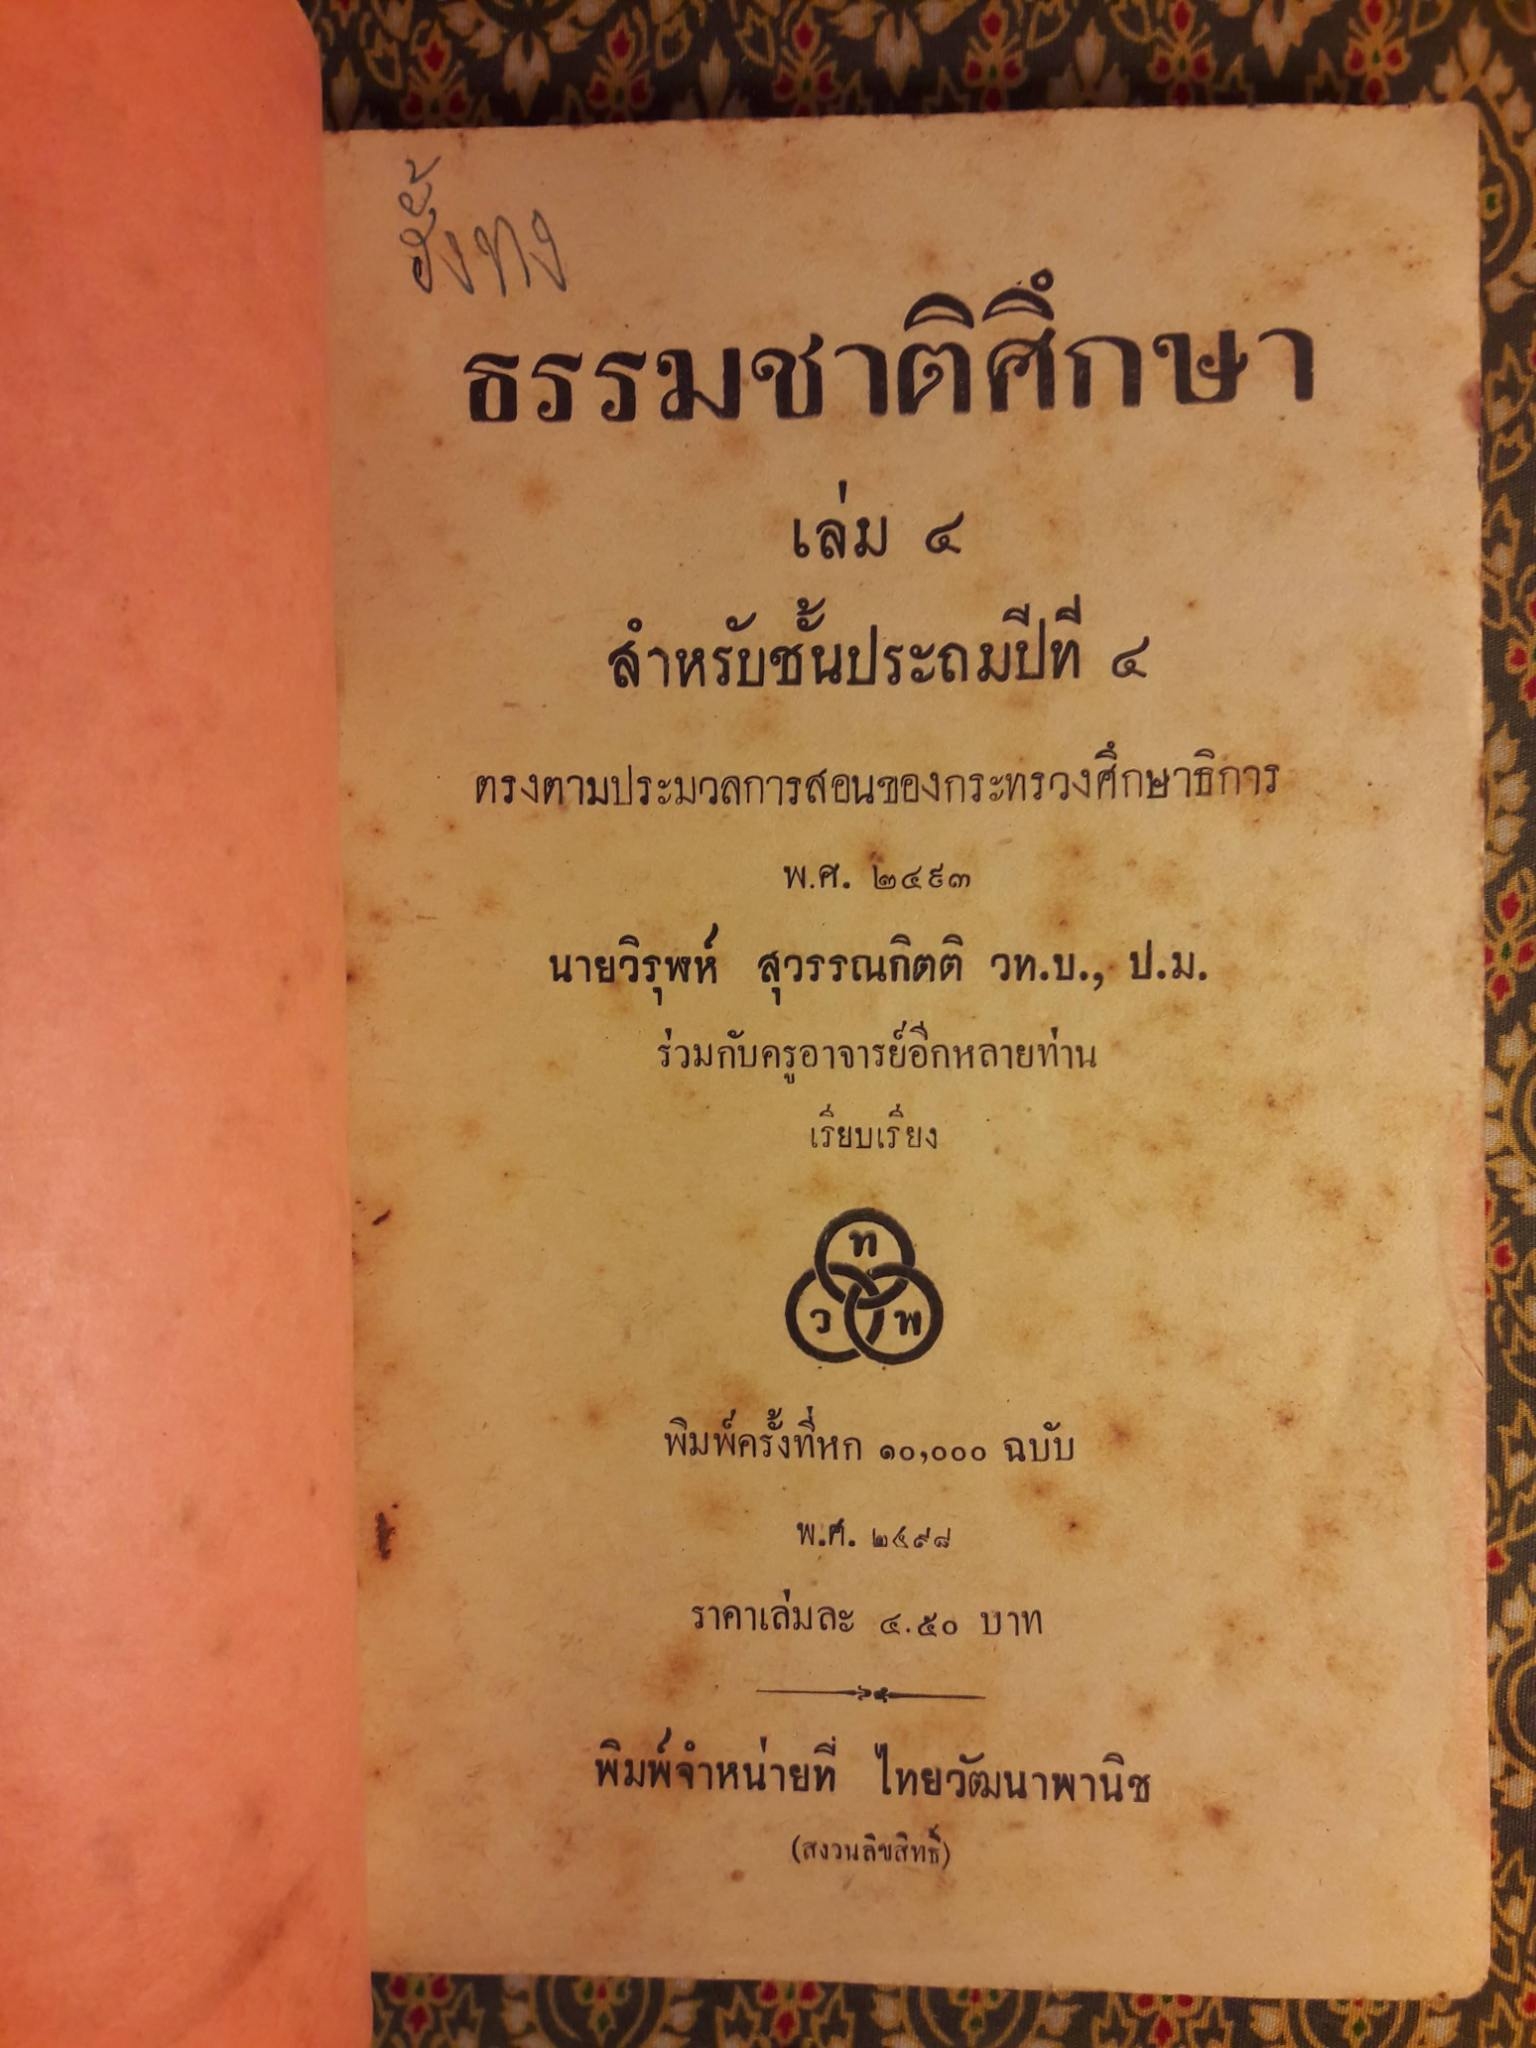 ฮั้งทง
ธรรมชาติศึกษา
เล่ม ๔
สำหรับชั้นประถมปีที่ ๔
ตรงตามประมวลการสอนของกระทรวงศึกษาธิการ
พ.ศ. ๒๔๙๓
นายวิรุฬห์ สุวรรณกิตติ วท.บ., ป.ม.
ร่วมกับครูอาจารย์อีกหลายท่าน
เรียบเรียง
ท
ว พ
พิมพ์ครั้งที่หก ๑๐,๐๐๐ ฉบับ
พ.ศ. ๒๔๙๘
ราคาเล่มละ ๔.๕๐ บาท
พิมพ์จำหน่ายที่ ไทยวัฒนาพานิช
(สงวนลิขสิทธิ์)